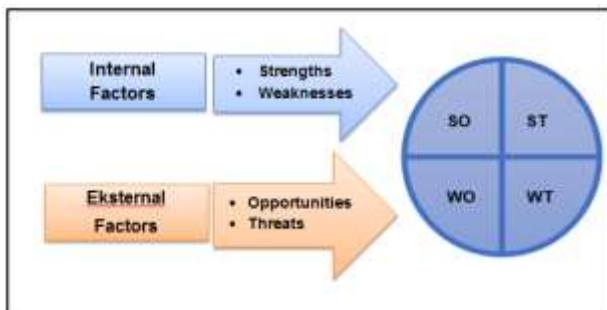 Internal
Factors
• Strengths
• Weaknesses
SO
ST
Eksternal
Factors
• Opportunities
• Threats
WO
WT